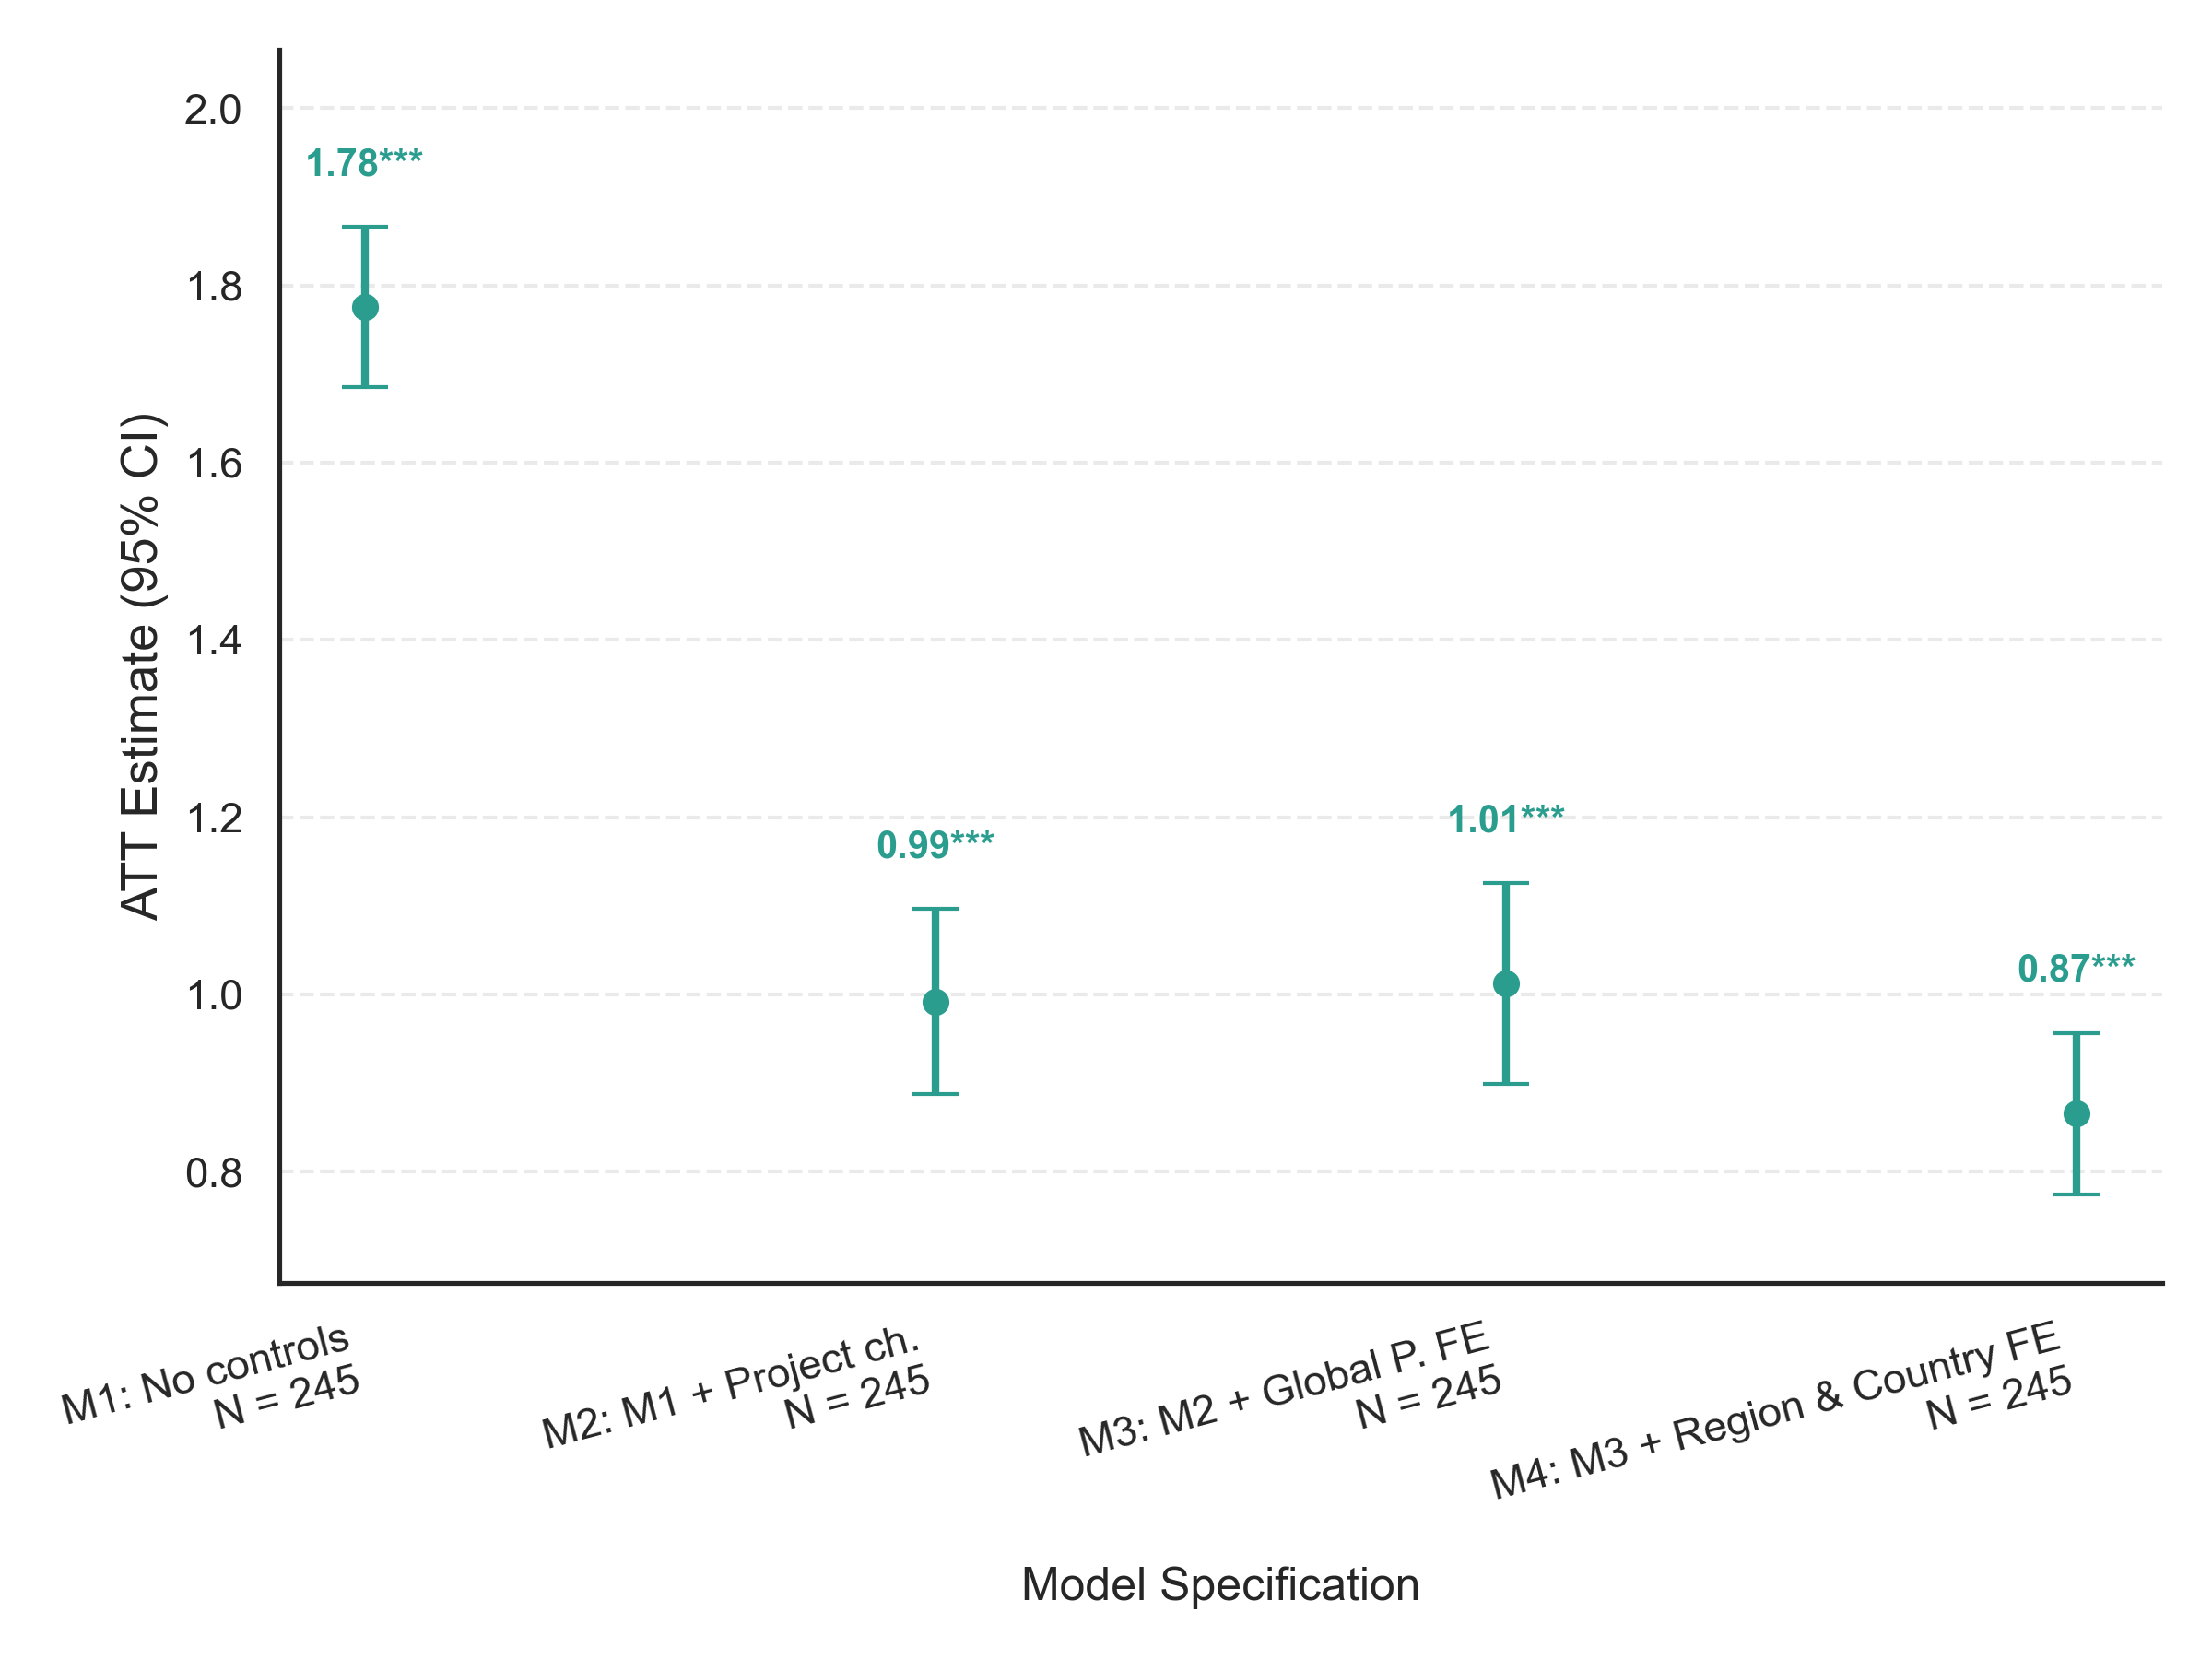 ATT Estimate (95% CI)
2.0
1.8
1.6
1.4
1.2
1.0
0.8
1.78***
0.99***
1.01***
0.87***
M1: No controls
N = 245
M2: M1 + Project ch.
N = 245
M3: M2 + Global P. FE
N = 245
M4: M3 + Region & Country FE
N = 245
Model Specification